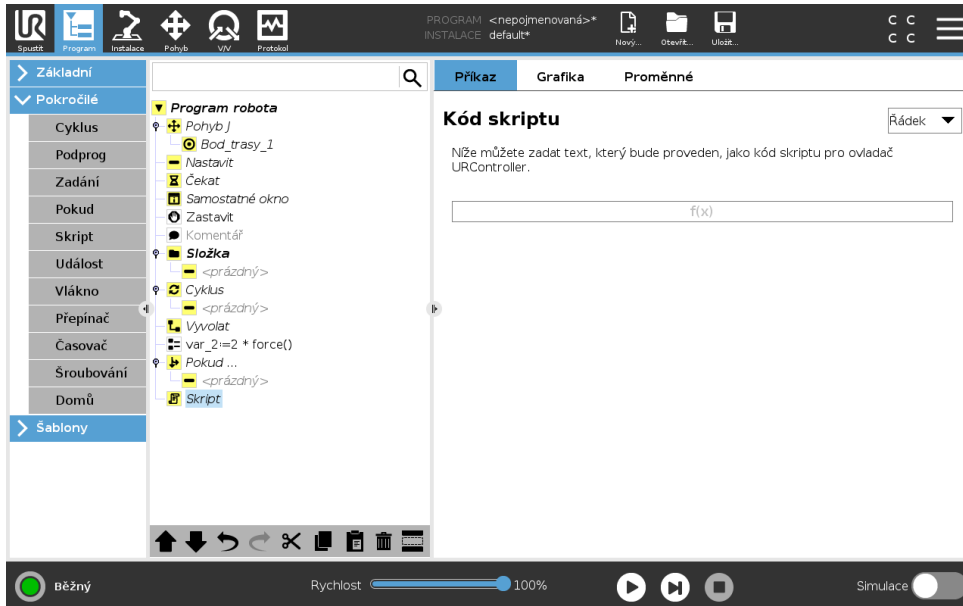 PROGRAM <nepojmenovaná>*
INSTALACE default*
Spustit
Program
Instalace
Pohyb
V/V
Protokol
Nový...
Otevřít...
Uložit...
C C
C C
Základní
Pokročilé
Cyklus
Podprog
Zadání
Pokud
Skript
Událost
Vlákno
Přepínač
Časovač
Šroubování
Domů
Šablony
Program robota
Pohyb J
Bod_trasy_1
Nastavit
Čekat
Samostatné okno
Zastavit
Komentář
Složka
<prázdný>
Cyklus
<prázdný>
Vyvolat
var_2:=2 * force()
Pokud ...
<prázdný>
Skript
Příkaz
Grafika
Proměnné
Kód skriptu
Řádek
Níže můžete zadat text, který bude proveden, jako kód skriptu pro ovladač
URController.
f(x)
Běžný
Rychlost
100%
Simulace